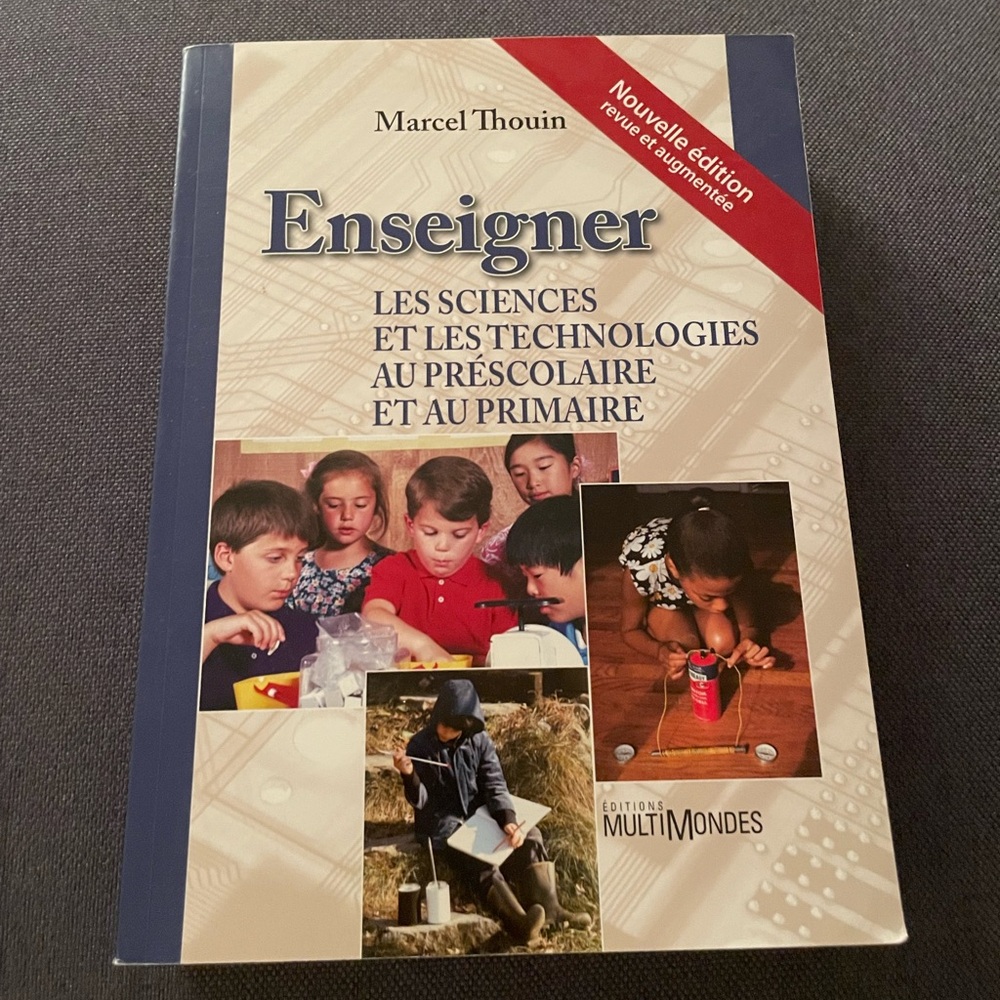 Marcel Thouin
Nouvelle édition
revue et augmentée
Enseigner
LES SCIENCES
ET LES TECHNOLOGIES
AU PRÉSCOLAIRE
ET AU PRIMAIRE
ÉDITIONS
MULTIMONDES